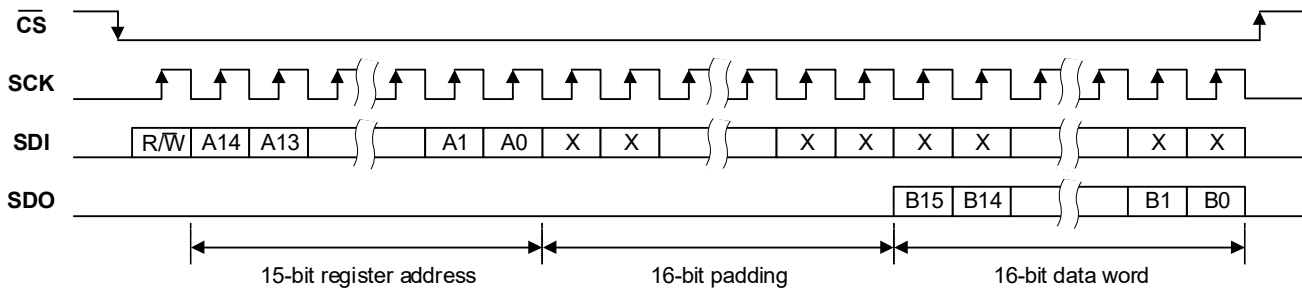 CS
SCK
SDI R/W A14 A13 A1 A0 X X X X X X X X
SDO B15 B14 B1 B0
15-bit register address 16-bit padding 16-bit data word